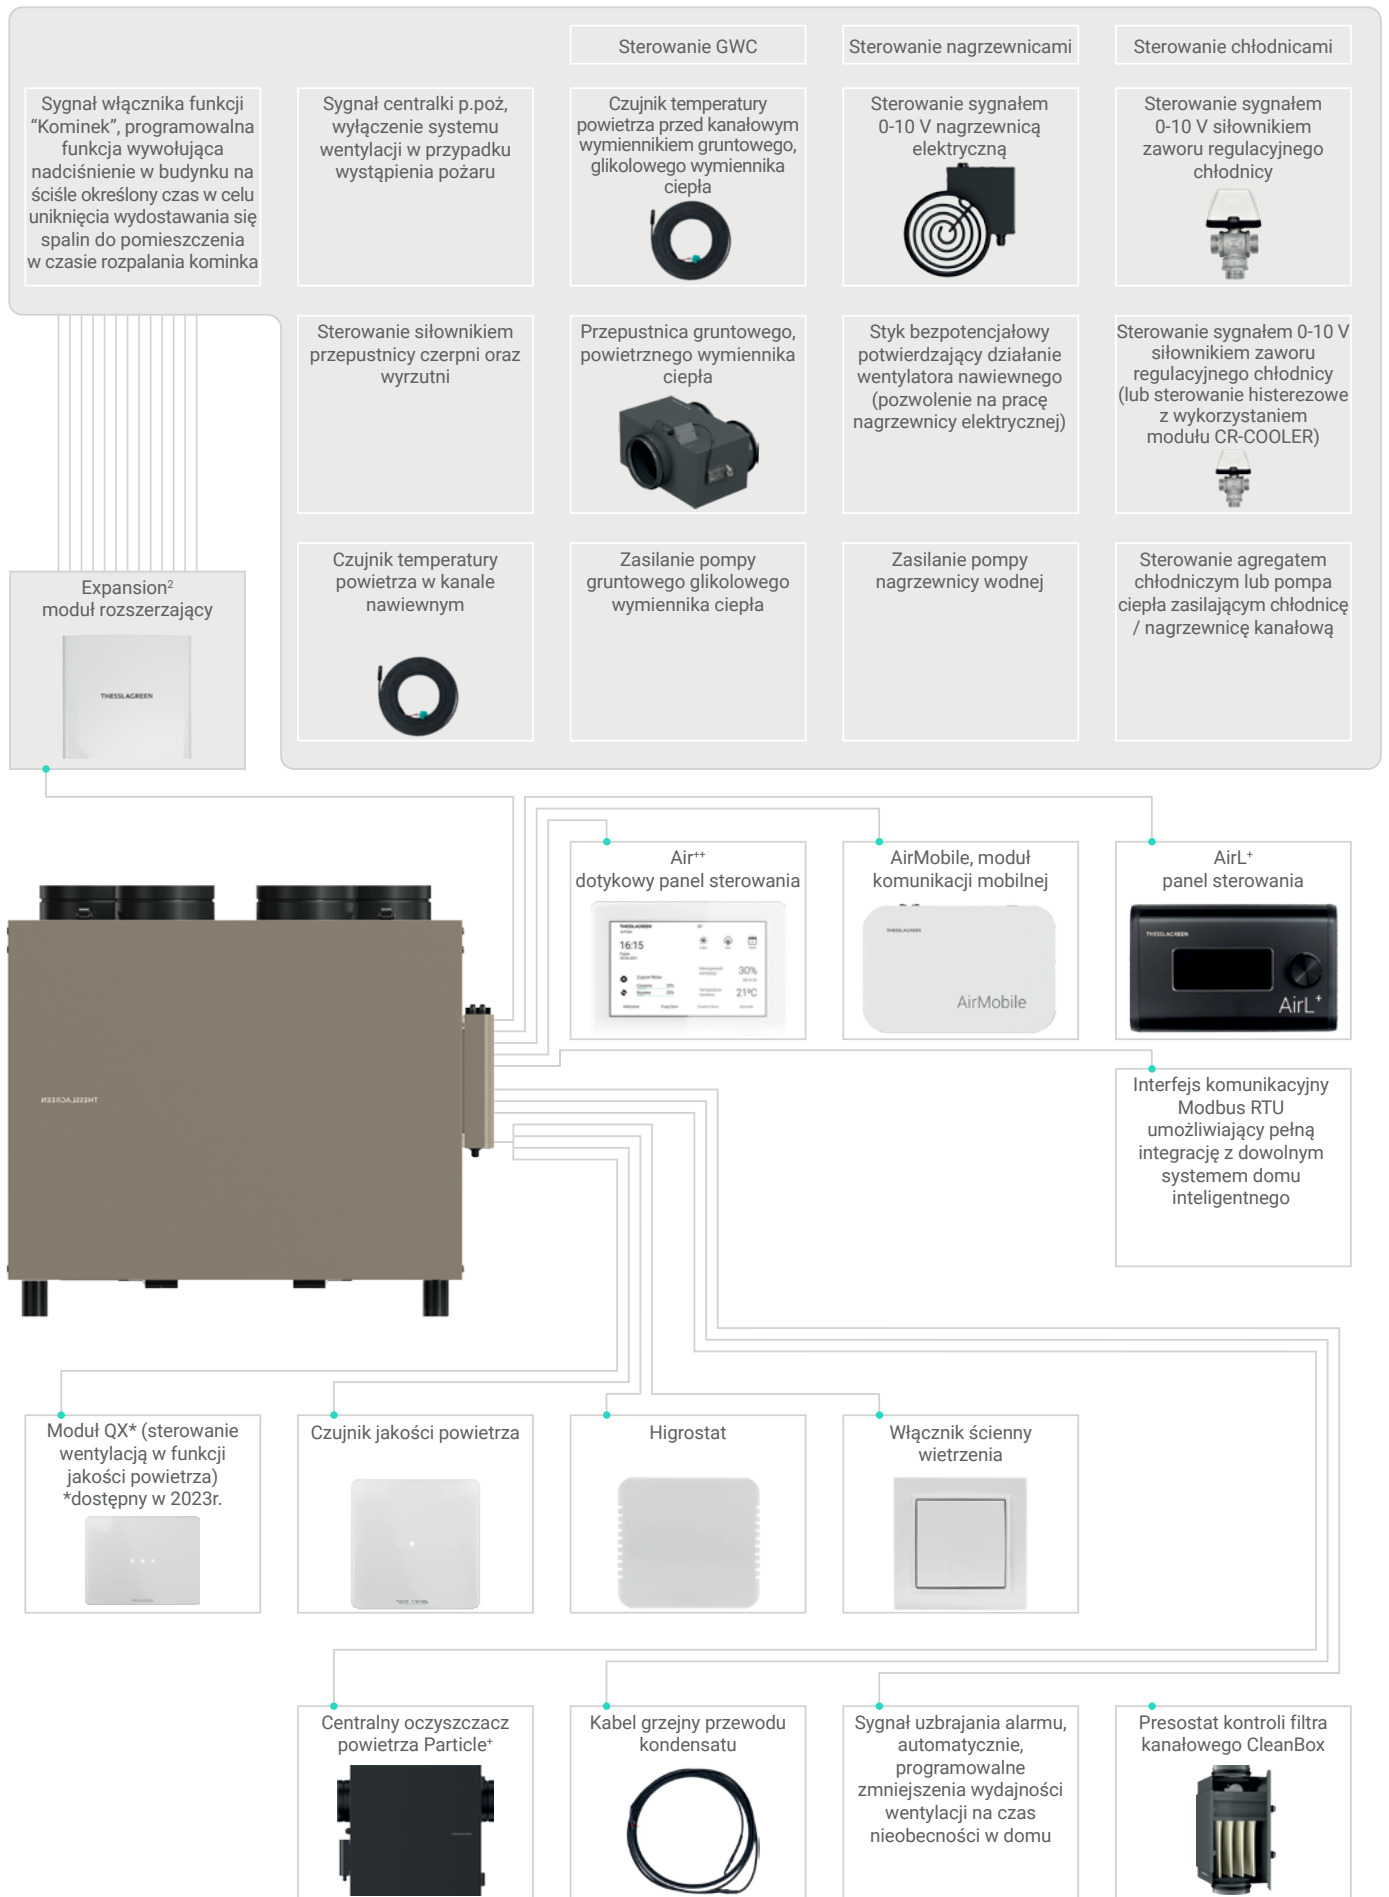 Sterowanie GWC
Sterowanie nagrzewnicami
Sterowanie chłodnicami
Sygnał włącznika funkcji
“Kominek”, programowalna
funkcja wywołująca
nadciśnienie w budynku na
ściśle określony czas w celu
uniknięcia wydostawania się
spalin do pomieszczenia
w czasie rozpalania kominka
Sygnał centralki p.poż,
wyłączenie systemu
wentylacji w przypadku
wystąpienia pożaru
Czujnik temperatury
powietrza przed kanałowym
wymiennikiem gruntowego,
glikolowego wymiennika
ciepła
Sterowanie sygnałem
0-10 V nagrzewnicą
elektryczną
Sterowanie sygnałem
0-10 V siłownikiem
zaworu regulacyjnego
chłodnicy
Sterowanie siłownikiem
przepustnicy czerpni oraz
wyrzutni
Przepustnica gruntowego,
powietrznego wymiennika
ciepła
Styk bezpotencjałowy
potwierdzający działanie
wentylatora nawiewnego
(pozwolenie na pracę
nagrzewnicy elektrycznej)
Sterowanie sygnałem 0-10 V
siłownikiem zaworu
regulacyjnego chłodnicy
(lub sterowanie histerezowe
z wykorzystaniem
modułu CR-COOLER)
Expansion²
moduł rozszerzający
THESSLAGREEN
Czujnik temperatury
powietrza w kanale
nawiewnym
Zasilanie pompy
gruntowego glikolowego
wymiennika ciepła
Zasilanie pompy
nagrzewnicy wodnej
Sterowanie agregatem
chłodniczym lub pompa
ciepła zasilającym chłodnicę
/ nagrzewnicę kanałową
Air⁺⁺
dotykowy panel sterowania
THESSLAGREEN
16:15
30%
21°C
AirMobile, moduł
komunikacji mobilnej
THESSLAGREEN
AirMobile
AirL⁺
panel sterowania
THESSLAGREEN
AirL⁺
THESSLAGREEN
Interfejs komunikacyjny
Modbus RTU
umożliwiający pełną
integrację z dowolnym
systemem domu
inteligentnego
Moduł QX* (sterowanie
wentylacją w funkcji
jakości powietrza)
*dostępny w 2023r.
Czujnik jakości powietrza
Higrostat
Włącznik ścienny
wietrzenia
Centralny oczyszczacz
powietrza Particle⁺
Kabel grzejny przewodu
kondensatu
Sygnał uzbrajania alarmu,
automatycznie,
programowalne
zmniejszenia wydajności
wentylacji na czas
nieobecności w domu
Presostat kontroli filtra
kanałowego CleanBox